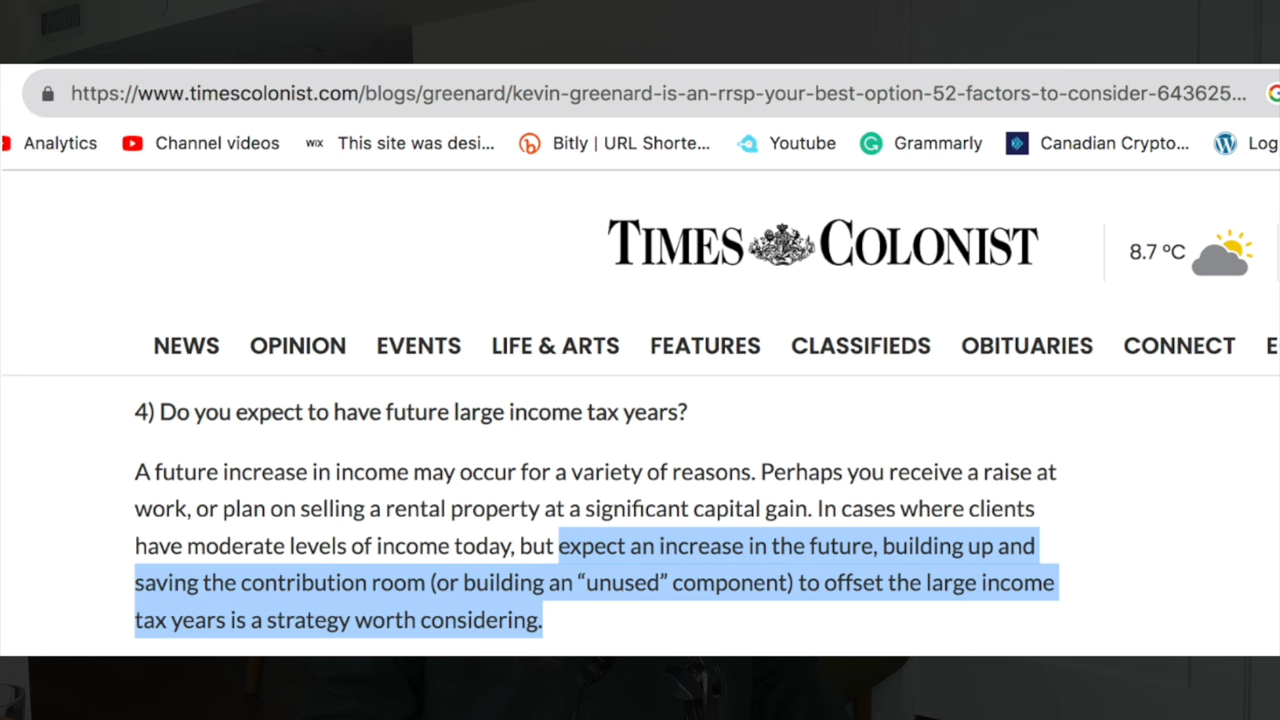 https://www.timescolonist.com/blogs/greenard/kevin-greenard-is-an-rrsp-your-best-option-52-factors-to-consider-643625...
Analytics Channel videos WIX This site was desi... Bitly | URL Shorte... Youtube Grammarly Canadian Crypto... Log
TIMES COLONIST
8.7 ºC
NEWS OPINION EVENTS LIFE & ARTS FEATURES CLASSIFIEDS OBITUARIES CONNECT E
4) Do you expect to have future large income tax years?
A future increase in income may occur for a variety of reasons. Perhaps you receive a raise at
work, or plan on selling a rental property at a significant capital gain. In cases where clients
have moderate levels of income today, but expect an increase in the future, building up and
saving the contribution room (or building an “unused” component) to offset the large income
tax years is a strategy worth considering.